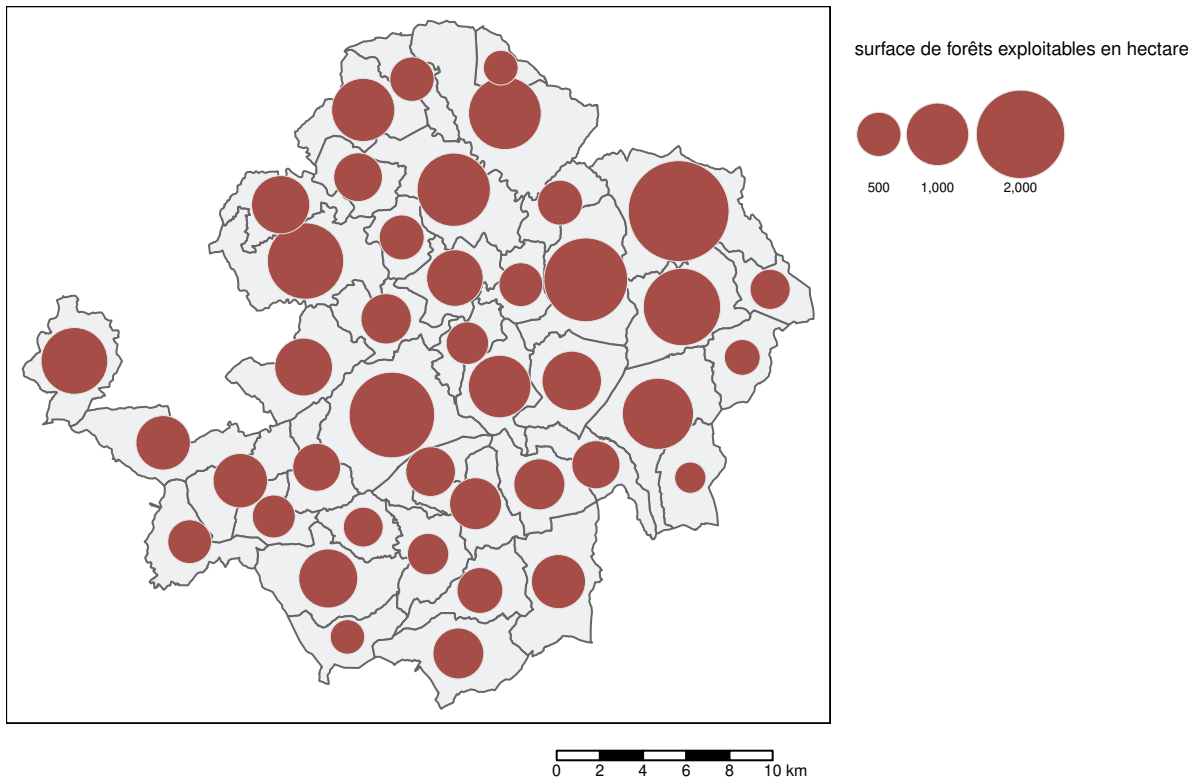 surface de forêts exploitables en hectare
500 1,000 2,000
0 2 4 6 8 10 km